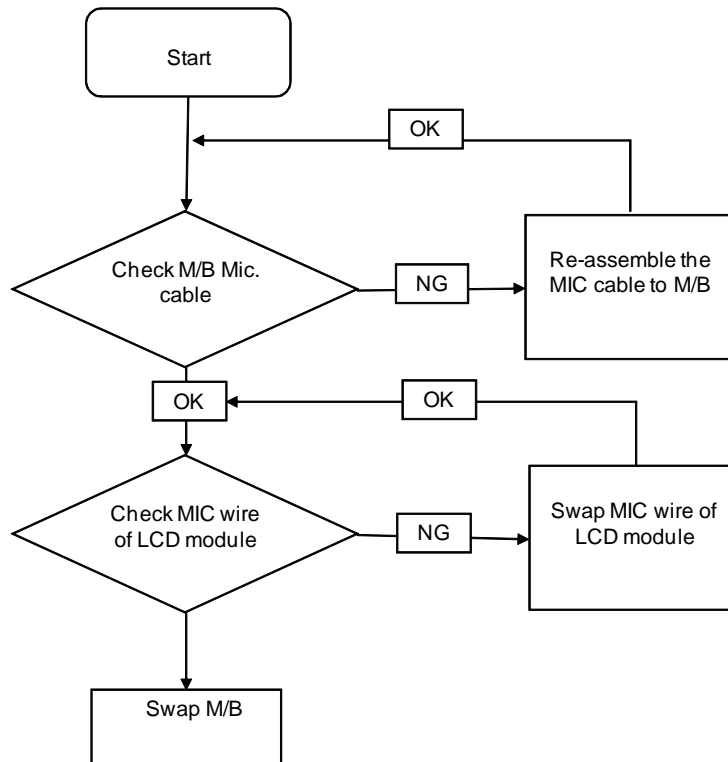 Start
OK
Check M/B Mic.
cable
NG
Re-assemble the
MIC cable to M/B
OK
OK
Check MIC wire
of LCD module
NG
Swap MIC wire of
LCD module
Swap M/B